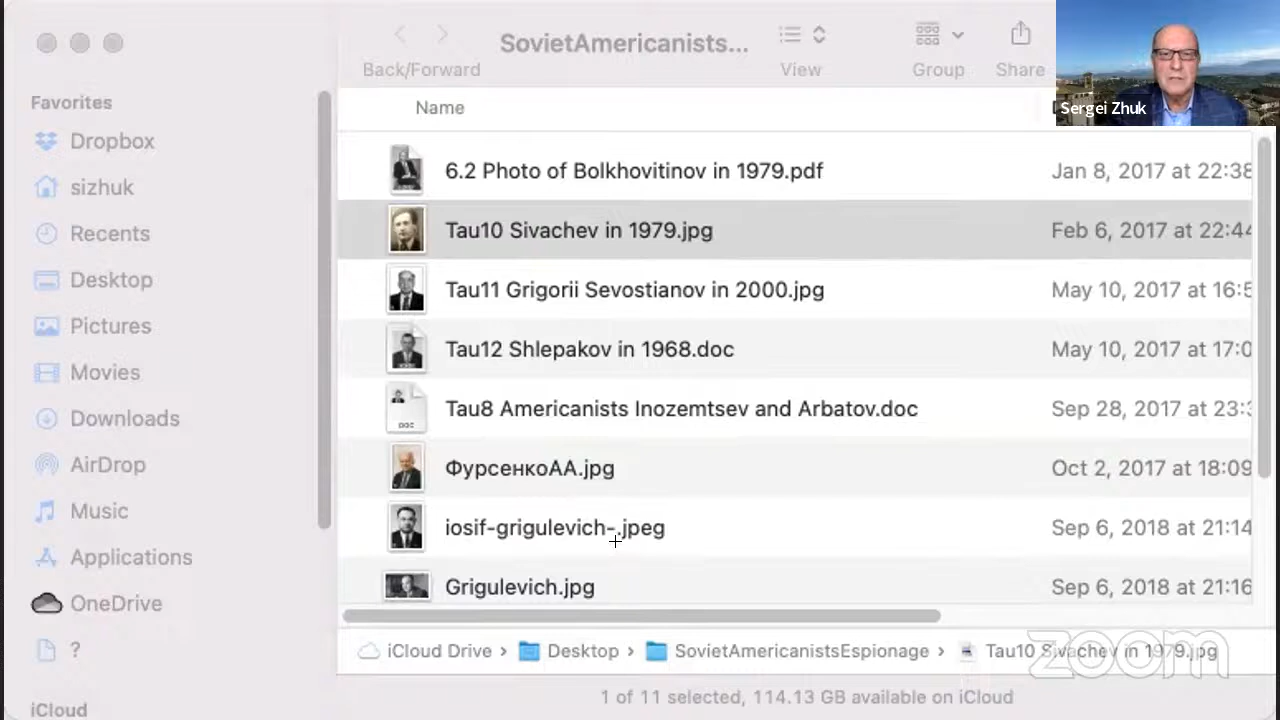 SovietAmericanists...
Back/Forward
View
Group
Share
Sergei Zhuk
Favorites
Dropbox
sizhuk
Recents
Desktop
Pictures
Movies
Downloads
AirDrop
Music
Applications
OneDrive
?
iCloud
Name
6.2 Photo of Bolkhovitinov in 1979.pdf Jan 8, 2017 at 22:38
Tau10 Sivachev in 1979.jpg Feb 6, 2017 at 22:44
Tau11 Grigorii Sevostianov in 2000.jpg May 10, 2017 at 16:5
Tau12 Shlepakov in 1968.doc May 10, 2017 at 17:0
Tau8 Americanists Inozemtsev and Arbatov.doc Sep 28, 2017 at 23:3
ФурсенкоАА.jpg Oct 2, 2017 at 18:09
iosif-grigulevich-.jpeg Sep 6, 2018 at 21:14
Grigulevich.jpg Sep 6, 2018 at 21:16
iCloud Drive › Desktop › SovietAmericanistsEspionage › Tau10 Sivachev in 1979.jpg
zoom
1 of 11 selected, 114.13 GB available on iCloud